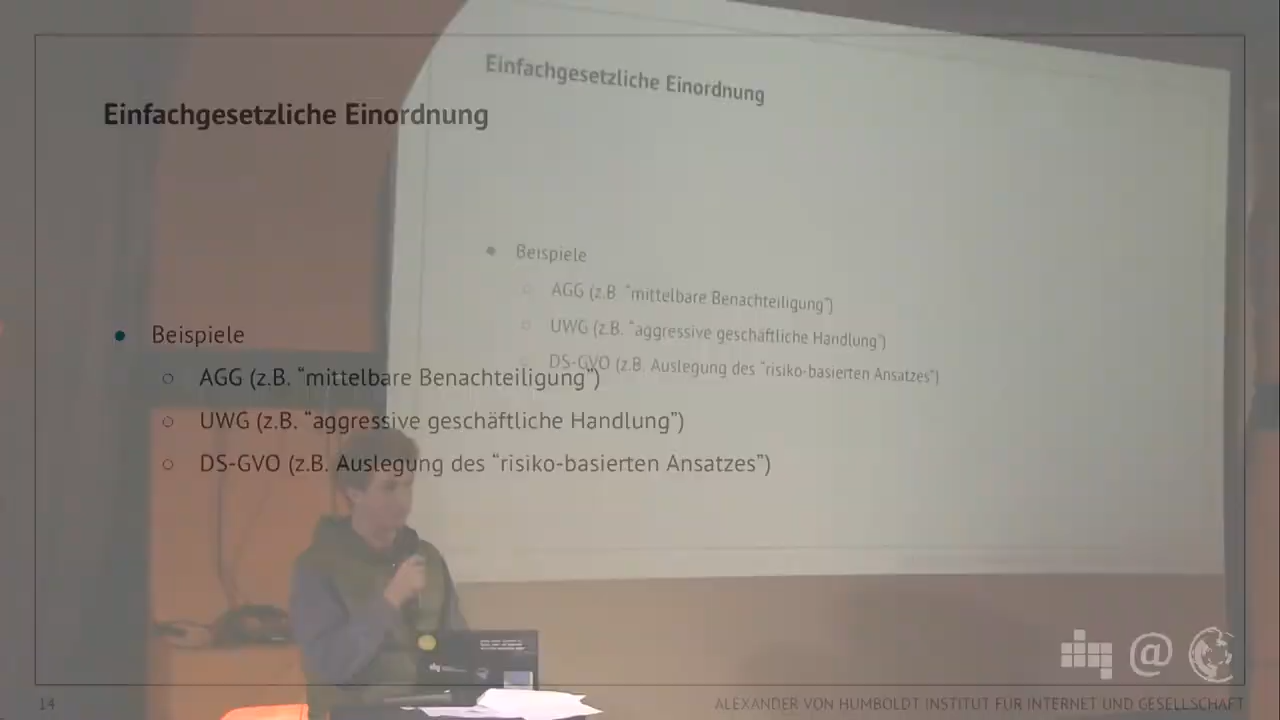 Einfachgesetzliche Einordnung
Beispiele
AGG (z.B. “mittelbare Benachteiligung”)
UWG (z.B. “aggressive geschäftliche Handlung”)
DS-GVO (z.B. Auslegung des “risiko-basierten Ansatzes”)
Einfachgesetzliche Einordnung
Beispiele
AGG (z.B. “mittelbare Benachteiligung”)
UWG (z.B. “aggressive geschäftliche Handlung”)
DS-GVO (z.B. Auslegung des “risiko-basierten Ansatzes”)
14
ALEXANDER VON HUMBOLDT INSTITUT FÜR INTERNET UND GESELLSCHAFT